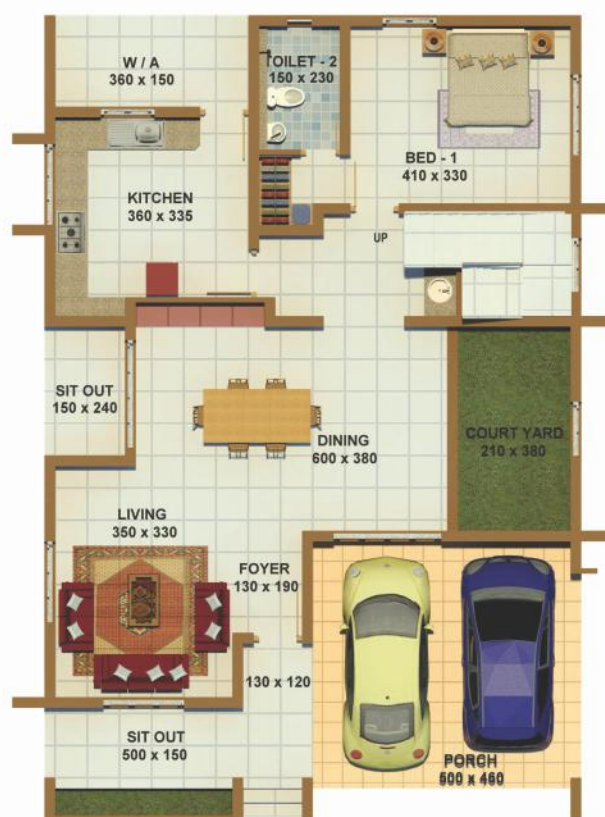 W / A
360 x 150
TOILET - 2
150 x 230
BED - 1
410 x 330
KITCHEN
360 x 335
UP
SIT OUT
150 x 240
DINING
600 x 380
COURT YARD
210 x 380
LIVING
350 x 330
FOYER
130 x 190
130 x 120
SIT OUT
500 x 150
PORCH
500 x 460